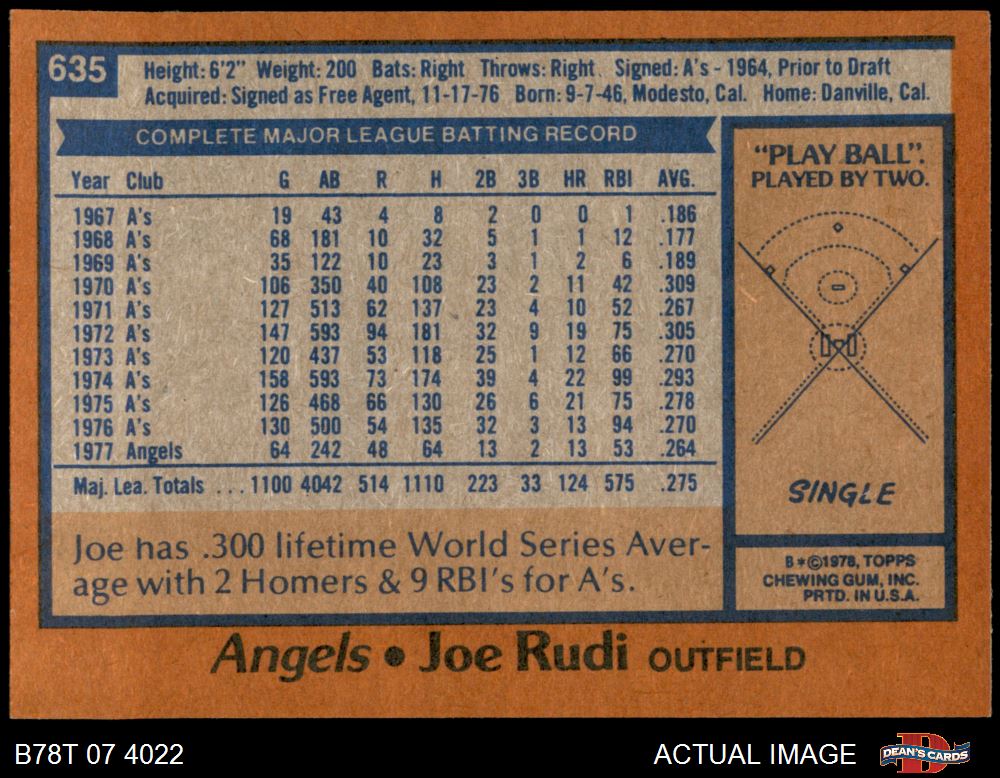 635
Height: 6'2" Weight: 200 Bats: Right Throws: Right Signed: A's - 1964, Prior to Draft
Acquired: Signed as Free Agent, 11-17-76 Born: 9-7-46, Modesto, Cal. Home: Danville, Cal.
COMPLETE MAJOR LEAGUE BATTING RECORD
Year Club G AB R H 2B 3B HR RBI AVG.
1967 A's 19 43 4 8 2 0 0 1 .186
1968 A's 68 181 10 32 5 1 1 12 .177
1969 A's 35 122 10 23 3 1 2 6 .189
1970 A's 106 350 40 108 23 2 11 42 .309
1971 A's 127 513 62 137 23 4 10 52 .267
1972 A's 147 593 94 181 32 9 19 75 .305
1973 A's 120 437 53 118 25 1 12 66 .270
1974 A's 158 593 73 174 39 4 22 99 .293
1975 A's 126 468 66 130 26 6 21 75 .278
1976 A's 130 500 54 135 32 3 13 94 .270
1977 Angels 64 242 48 64 13 2 13 53 .264
Maj. Lea. Totals ... 1100 4042 514 1110 223 33 124 575 .275
Joe has .300 lifetime World Series Aver-
age with 2 Homers & 9 RBI's for A's.
"PLAY BALL".
PLAYED BY TWO.
SINGLE
B*©1978, TOPPS
CHEWING GUM, INC.
PRTD. IN U.S.A.
Angels • Joe Rudi OUTFIELD
B78T 07 4022
ACTUAL IMAGE
DEAN'S CARDS